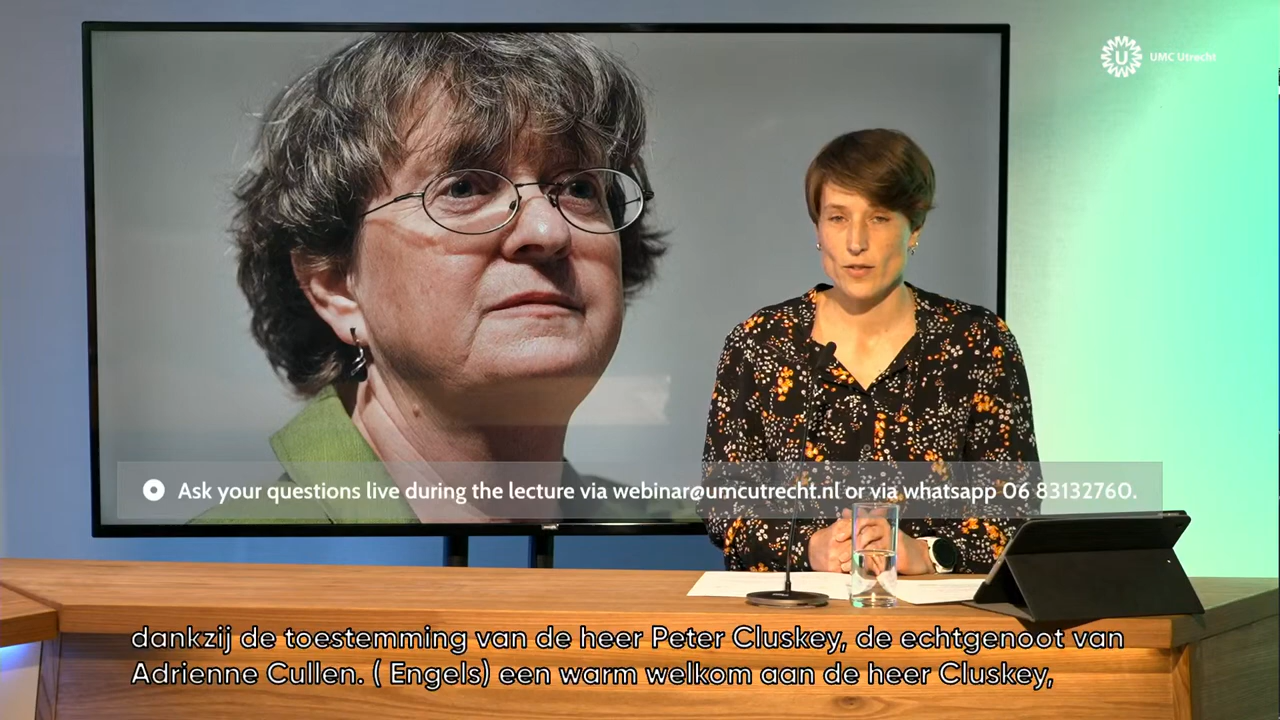 UMC Utrecht
Ask your questions live during the lecture via webinar@umcutrecht.nl or via whatsapp 06 83132760.
dankzij de toestemming van de heer Peter Cluskey, de echtgenoot van
Adrienne Cullen. ( Engels) een warm welkom aan de heer Cluskey,